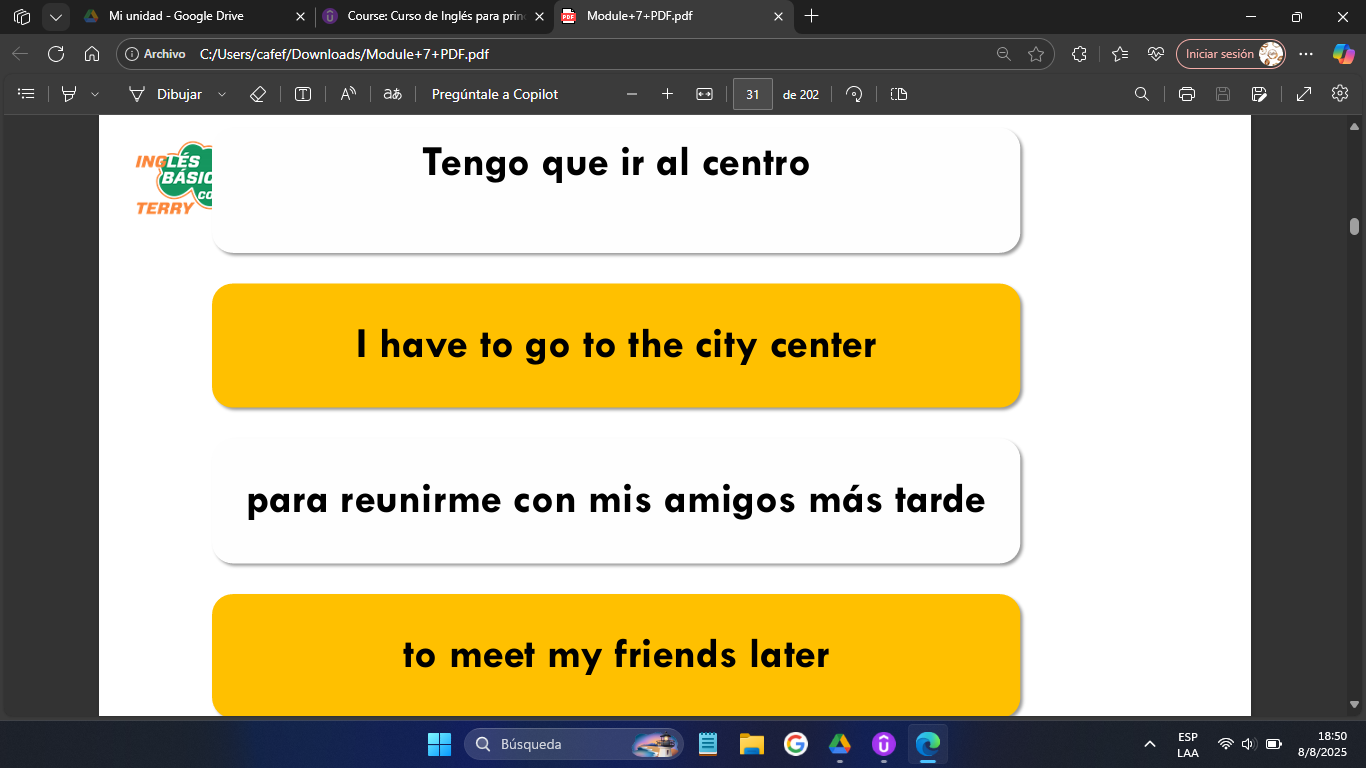 Mi unidad - Google Drive
Course: Curso de Inglés para prin
Module+7+PDF.pdf
Archivo
C:/Users/cafef/Downloads/Module+7+PDF.pdf
Iniciar sesión
Dibujar
Pregúntale a Copilot
31
de 202
INGLÉS
BÁSIC
CO
TERRY
Tengo que ir al centro
I have to go to the city center
para reunirme con mis amigos más tarde
to meet my friends later
Búsqueda
ESP
LAA
18:50
8/8/2025